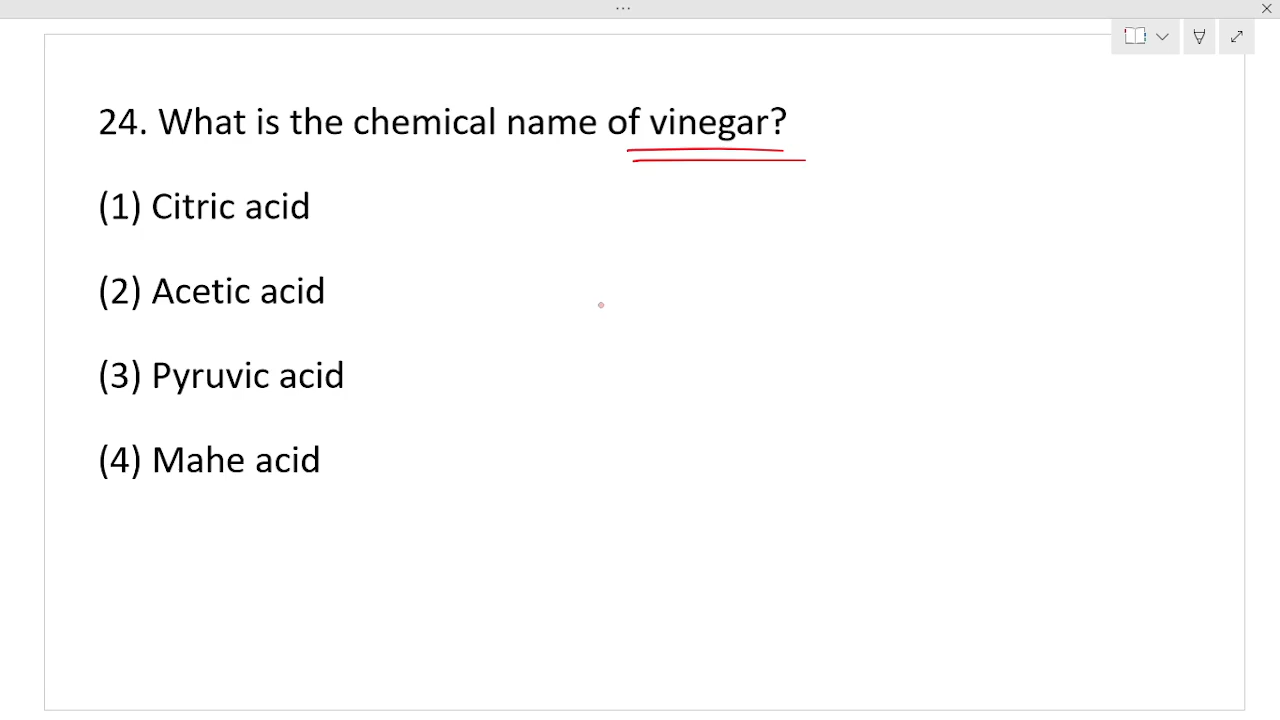 24. What is the chemical name of vinegar?
(1) Citric acid
(2) Acetic acid
(3) Pyruvic acid
(4) Mahe acid